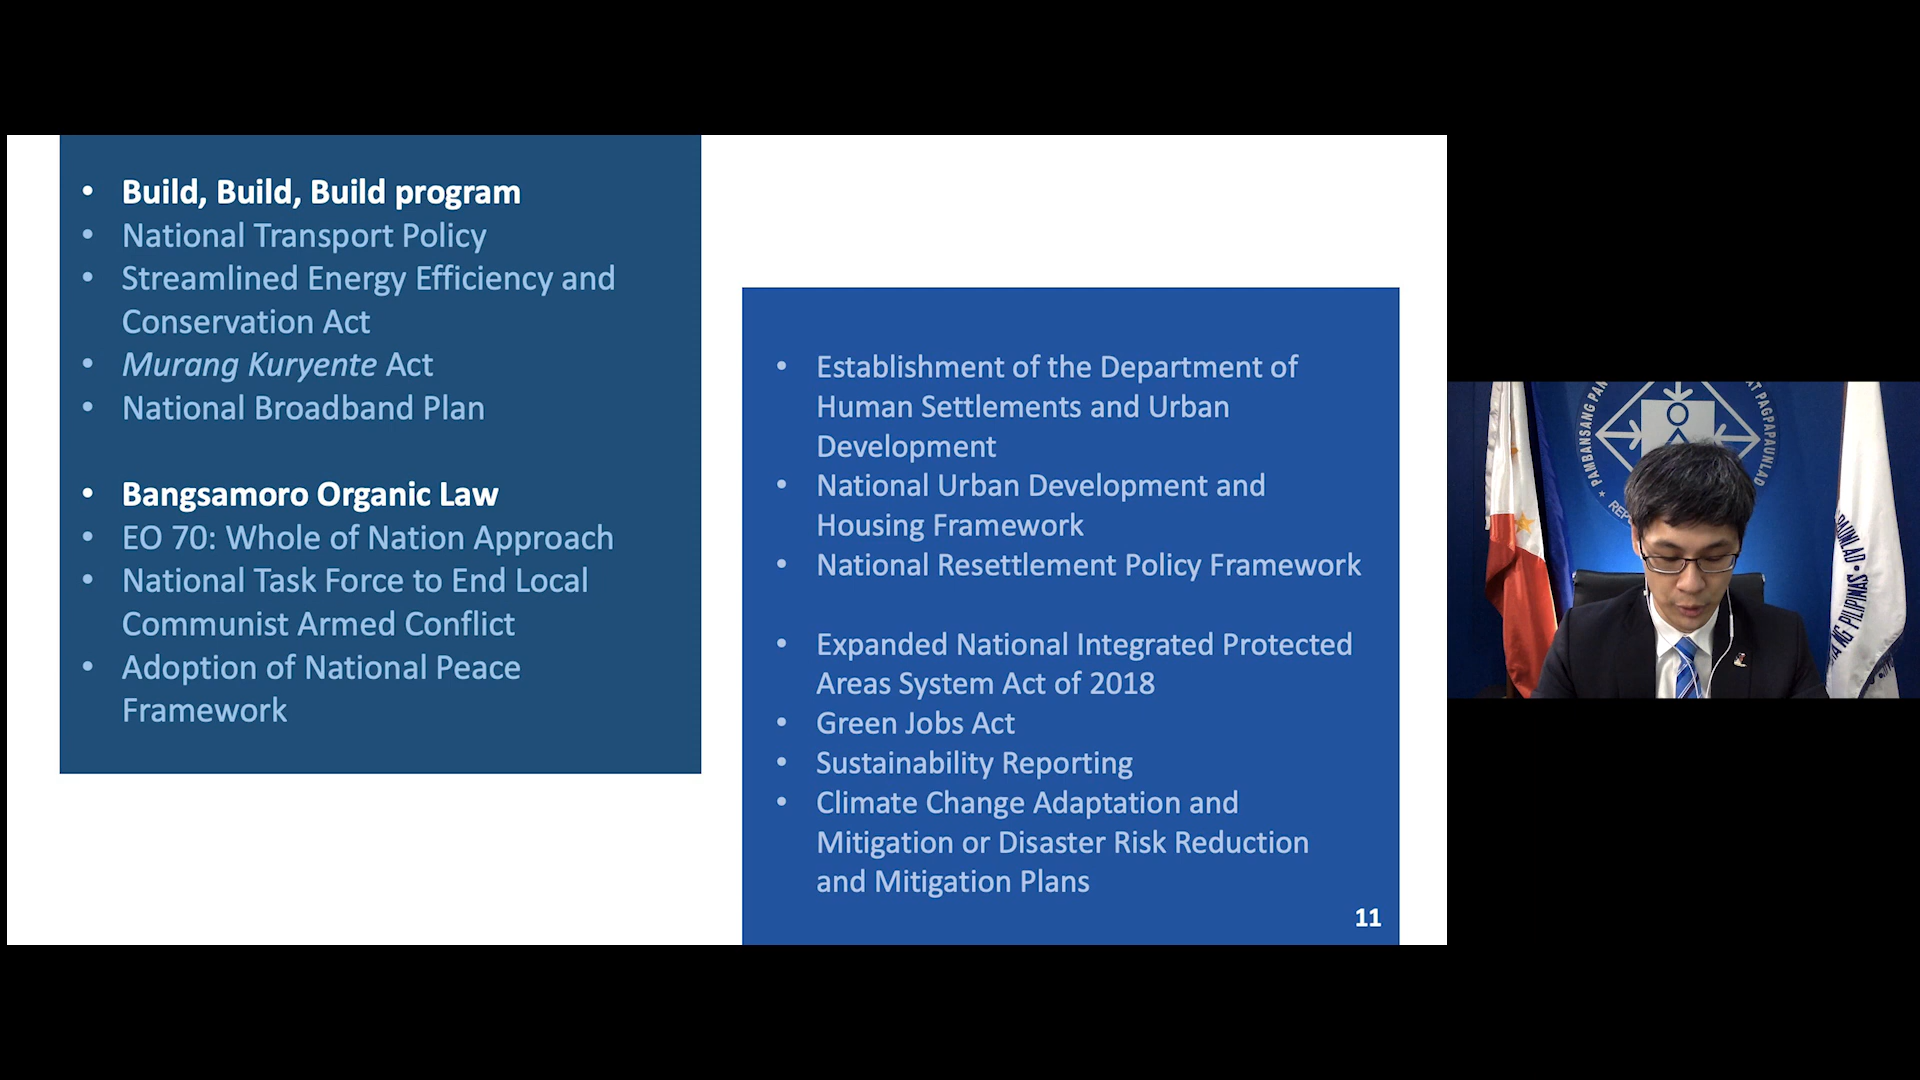 • Build, Build, Build program
• National Transport Policy
• Streamlined Energy Efficiency and
Conservation Act
• Murang Kuryente Act
• National Broadband Plan
• Bangsamoro Organic Law
• EO 70: Whole of Nation Approach
• National Task Force to End Local
Communist Armed Conflict
• Adoption of National Peace
Framework
• Establishment of the Department of
Human Settlements and Urban
Development
• National Urban Development and
Housing Framework
• National Resettlement Policy Framework
• Expanded National Integrated Protected
Areas System Act of 2018
• Green Jobs Act
• Sustainability Reporting
• Climate Change Adaptation and
Mitigation or Disaster Risk Reduction
and Mitigation Plans
11
PAMBANSANG
PAGPAPAUNLAD
NG PILIPINAS